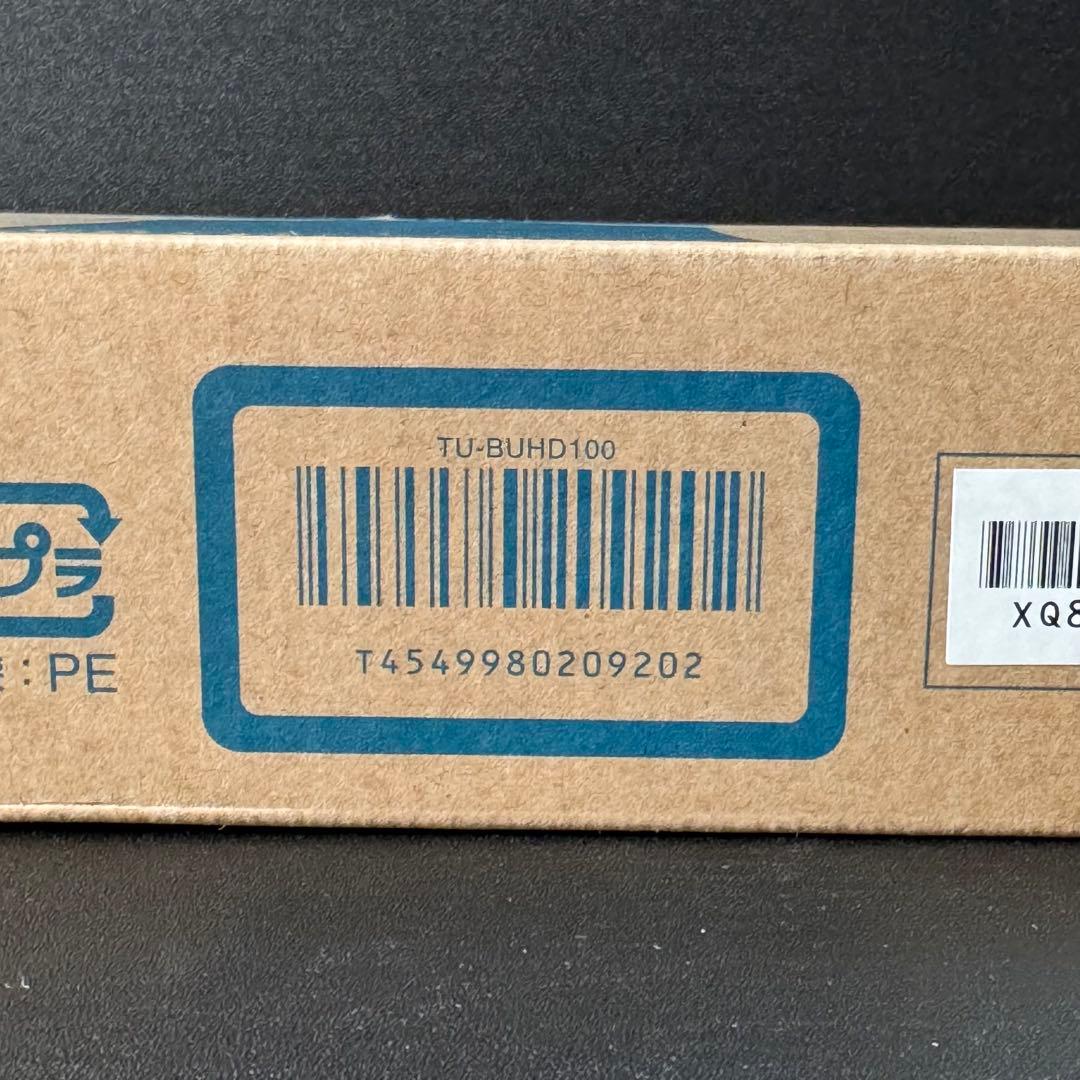 TU-BUHD100
T4549980209202
プラ
: PE
XQ8